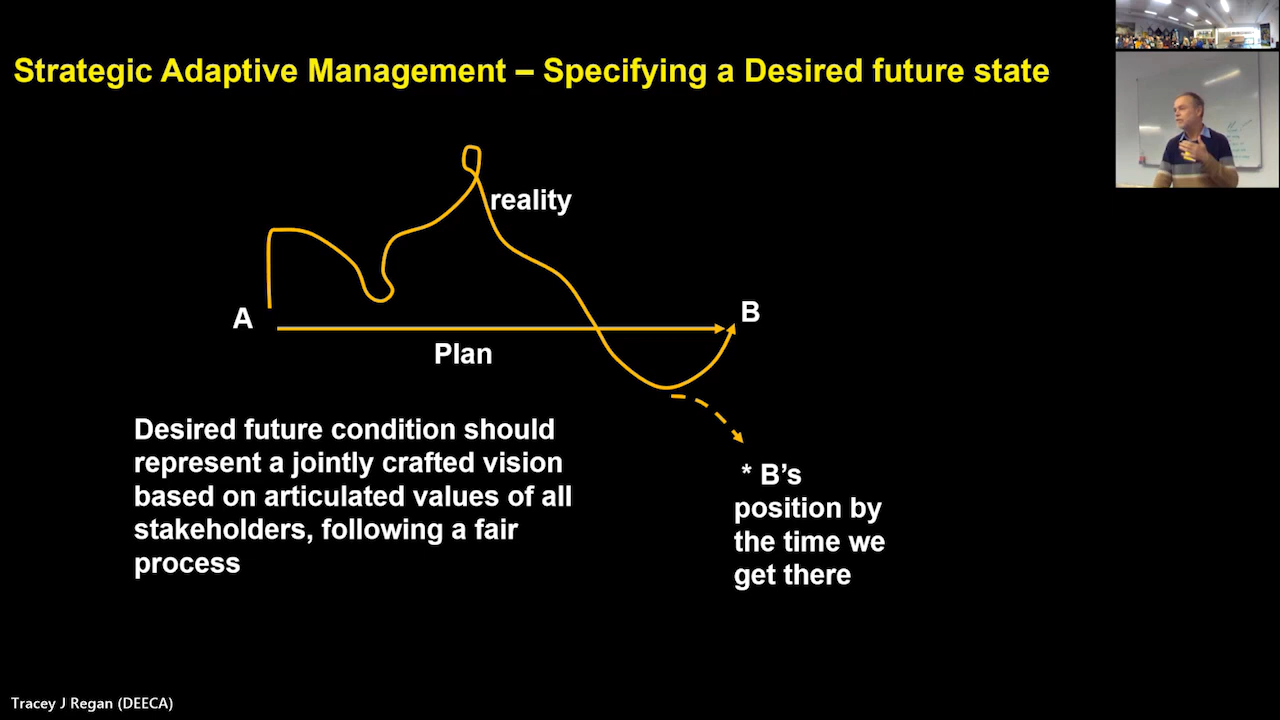 Strategic Adaptive Management – Specifying a Desired future state
reality
A
B
Plan
Desired future condition should
represent a jointly crafted vision
based on articulated values of all
stakeholders, following a fair
process
* B’s
position by
the time we
get there
Tracey J Regan (DEECA)